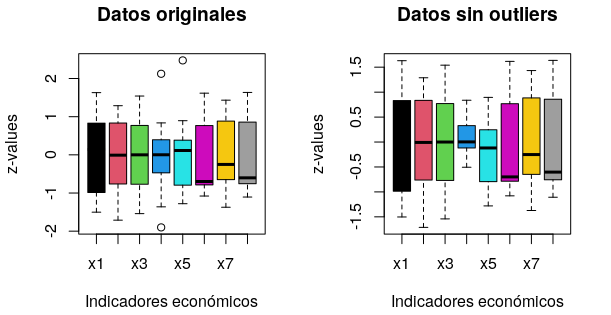 Datos originales
z-values
2
1
0
-1
-2
x1 x3 x5 x7
Indicadores económicos
Datos sin outliers
z-values
1.5
0.5
-0.5
-1.5
x1 x3 x5 x7
Indicadores económicos